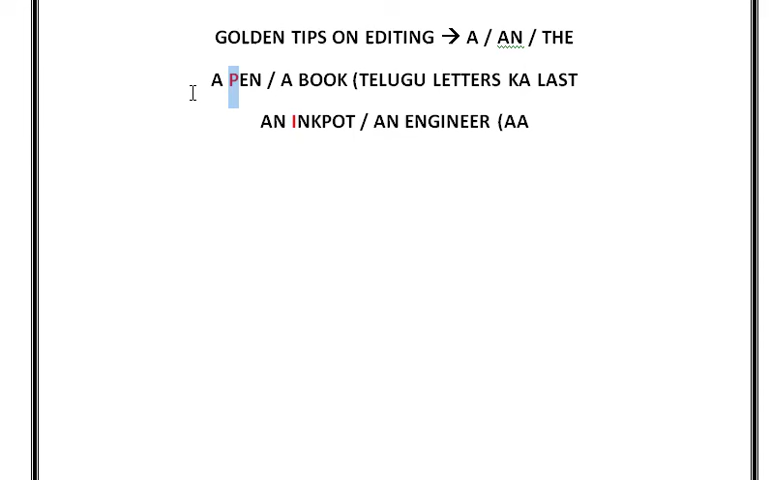 GOLDEN TIPS ON EDITING → A / AN / THE
A PEN / A BOOK (TELUGU LETTERS KA LAST
AN INKPOT / AN ENGINEER (AA